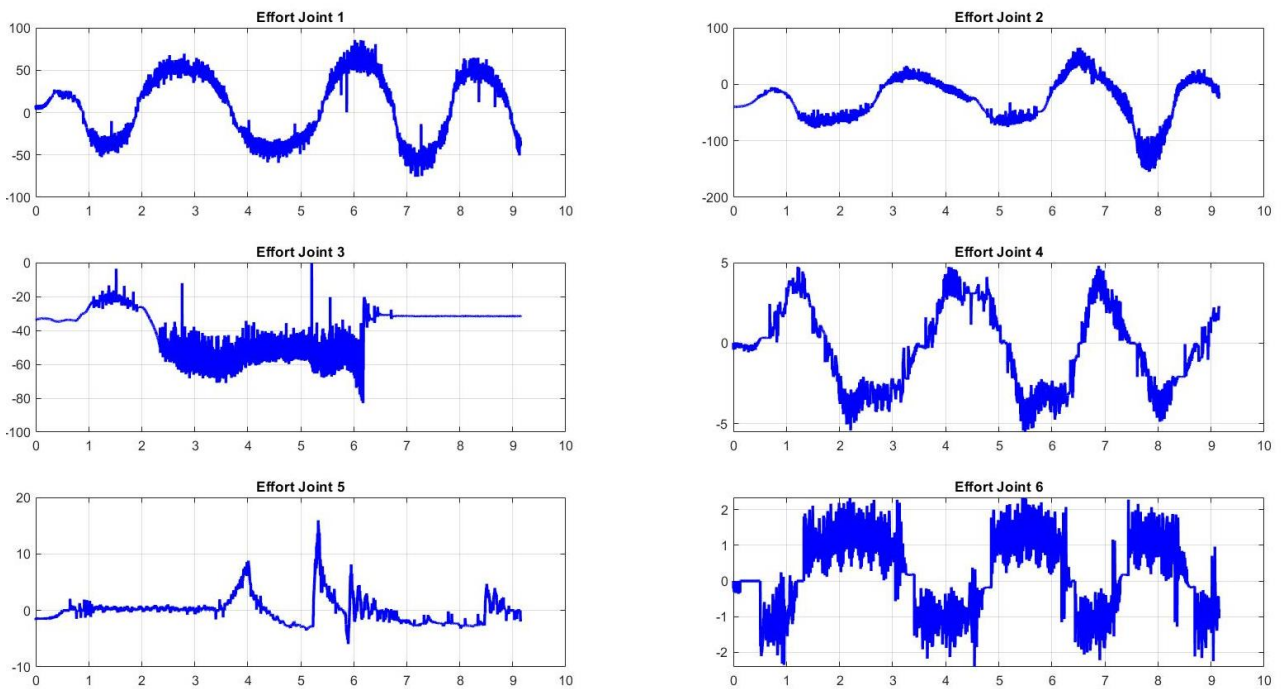 Effort Joint 1
100
50
0
-50
-100
0 1 2 3 4 5 6 7 8 9 10
Effort Joint 2
100
0
-100
-200
0 1 2 3 4 5 6 7 8 9 10
Effort Joint 3
0
-20
-40
-60
-80
-100
0 1 2 3 4 5 6 7 8 9 10
Effort Joint 4
5
0
-5
0 1 2 3 4 5 6 7 8 9 10
Effort Joint 5
20
10
0
-10
0 1 2 3 4 5 6 7 8 9 10
Effort Joint 6
2
1
0
-1
-2
0 1 2 3 4 5 6 7 8 9 10